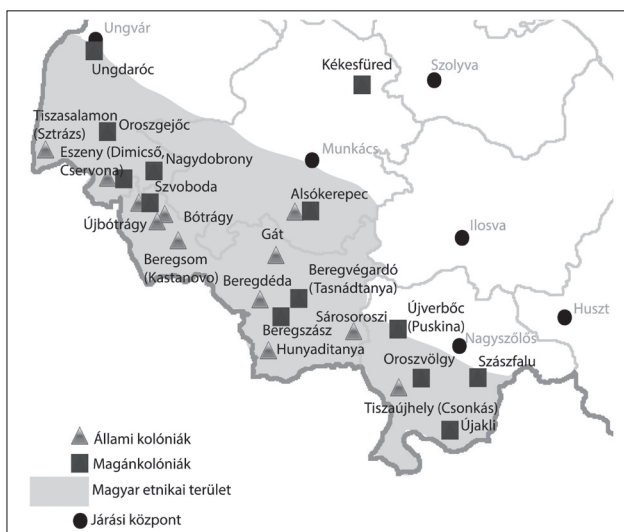 Ungvár
Ungdaróc
Kékesfüred
Szolyva
Tiszasalamon
(Sztrázs)
Oroszgejőc
Eszeny (Dimicső,
Cservona)
Nagydobrony
Munkács
Szvoboda
Alsókerepec
Újbótrágy
Bótrágy
Ilosva
Gát
Beregsom
(Kastanovo)
Beregvégardó
(Tasnádtanya)
Beregdéda
Huszt
Újverbőc
(Puskina)
Sárosoroszi
Beregszász
Nagyszőlős
Hunyaditanya
Oroszvölgy
Szászfalu
Tiszaújhely (Csonkás)
Újakli
Állami kolóniák
Magánkolóniák
Magyar etnikai terület
Járási központ